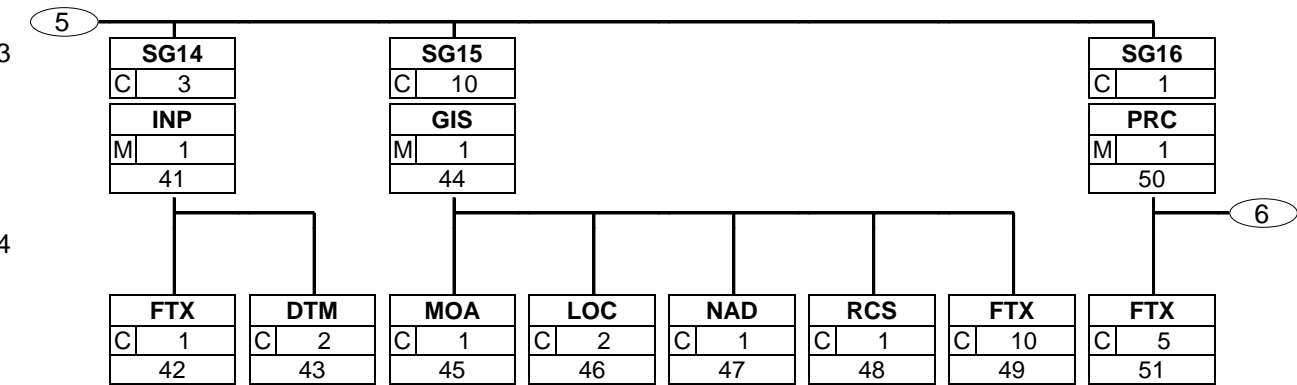 5
3
SG14 SG15 SG16
C 3 C 10 C 1
INP GIS PRC
M 1 M 1 M 1
41 44 50
6
4
FTX DTM MOA LOC NAD RCS FTX FTX
C 1 C 2 C 1 C 2 C 1 C 1 C 10 C 5
42 43 45 46 47 48 49 51